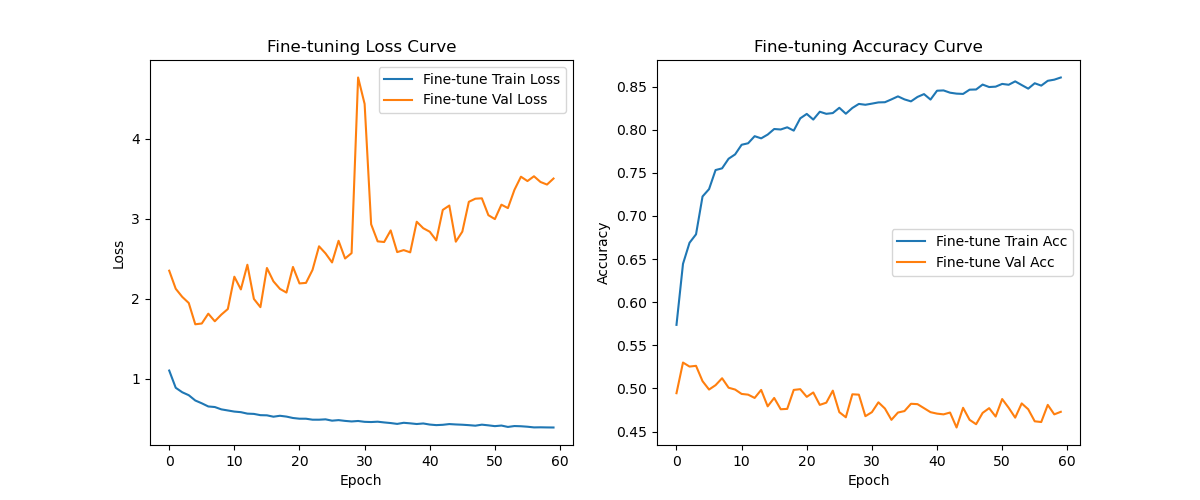 Fine-tuning Loss Curve
Fine-tune Train Loss
Fine-tune Val Loss
4
3
2
1
Loss
0 10 20 30 40 50 60
Epoch
Fine-tuning Accuracy Curve
0.85
0.80
0.75
0.70
0.65
0.60
0.55
0.50
0.45
Accuracy
Fine-tune Train Acc
Fine-tune Val Acc
0 10 20 30 40 50 60
Epoch